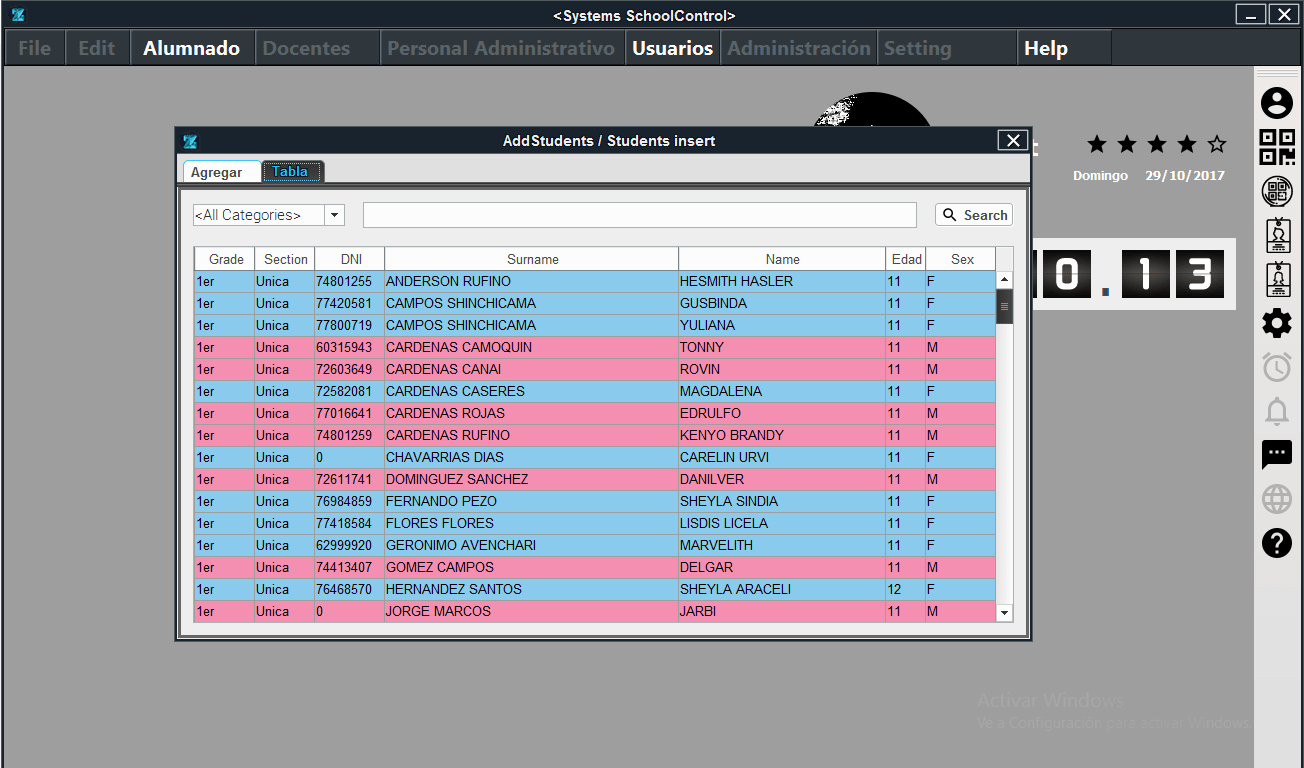 <Systems SchoolControl>
File Edit Alumnado Docentes Personal Administrativo Usuarios Administración Setting Help
AddStudents / Students insert
Domingo 29/10/2017
Agregar Tabla
<All Categories> Search
0.13
Grade Section DNI Surname Name Edad Sex
1er Unica 74801255 ANDERSON RUFINO HESMITH HASLER 11 F
1er Unica 77420581 CAMPOS SHINCHICAMA GUSBINDA 11 F
1er Unica 77800719 CAMPOS SHINCHICAMA YULIANA 11 F
1er Unica 60315943 CARDENAS CAMOQUIN TONNY 11 M
1er Unica 72603649 CARDENAS CANAI ROVIN 11 M
1er Unica 72582081 CARDENAS CASERES MAGDALENA 11 F
1er Unica 77016641 CARDENAS ROJAS EDRULFO 11 M
1er Unica 74801259 CARDENAS RUFINO KENYO BRANDY 11 M
1er Unica 0 CHAVARRIAS DIAS CARELIN URVI 11 F
1er Unica 72611741 DOMINGUEZ SANCHEZ DANILVER 11 M
1er Unica 76984859 FERNANDO PEZO SHEYLA SINDIA 11 F
1er Unica 77418584 FLORES FLORES LISDIS LICELA 11 F
1er Unica 62999920 GERONIMO AVENCHARI MARVELITH 11 F
1er Unica 74413407 GOMEZ CAMPOS DELGAR 11 M
1er Unica 76468570 HERNANDEZ SANTOS SHEYLA ARACELI 12 F
1er Unica 0 JORGE MARCOS JARBI 11 M
Activar Windows
Ve a Configuración para activar Windows.